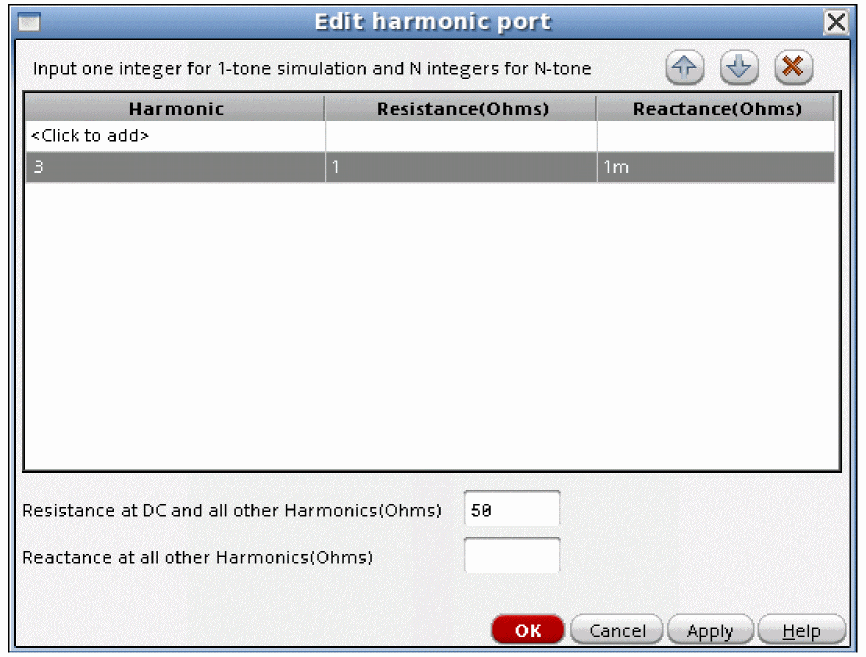 Edit harmonic port
Input one integer for 1-tone simulation and N integers for N-tone
Harmonic Resistance(Ohms) Reactance(Ohms)
<Click to add>
3 1 1m
Resistance at DC and all other Harmonics(Ohms) 50
Reactance at all other Harmonics(Ohms)
OK Cancel Apply Help